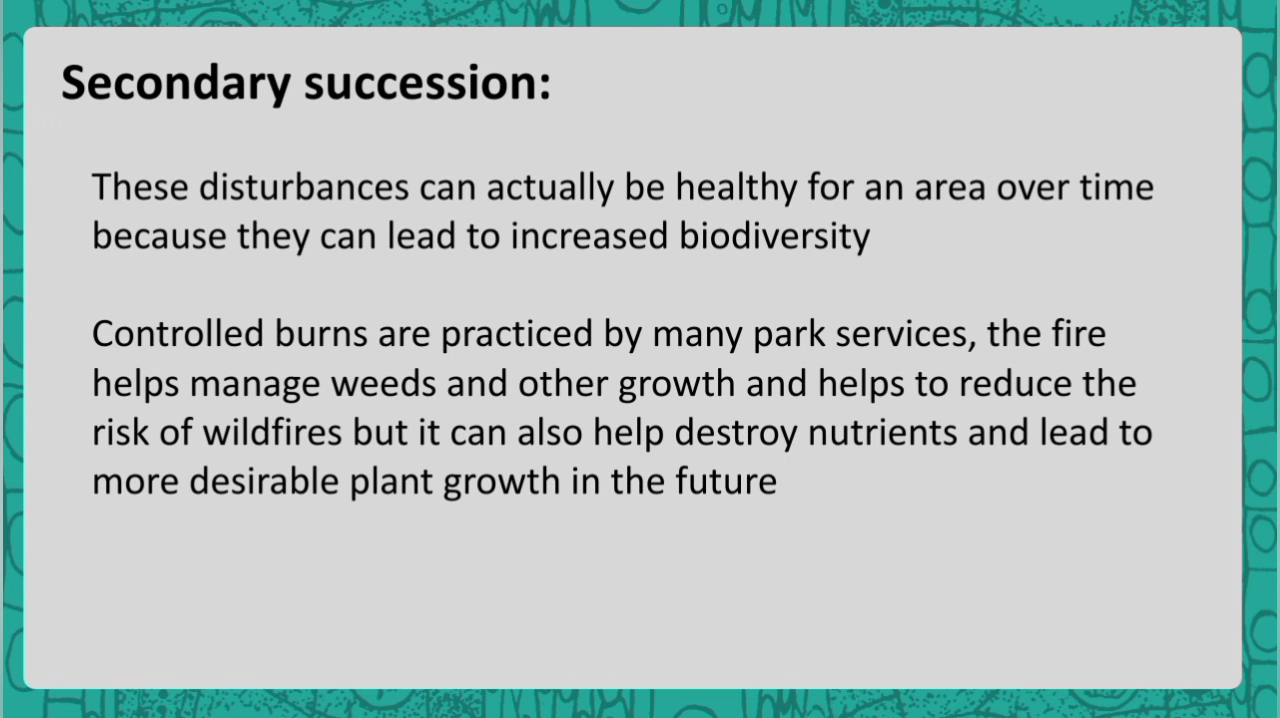 Secondary succession:
These disturbances can actually be healthy for an area over time
because they can lead to increased biodiversity
Controlled burns are practiced by many park services, the fire
helps manage weeds and other growth and helps to reduce the
risk of wildfires but it can also help destroy nutrients and lead to
more desirable plant growth in the future